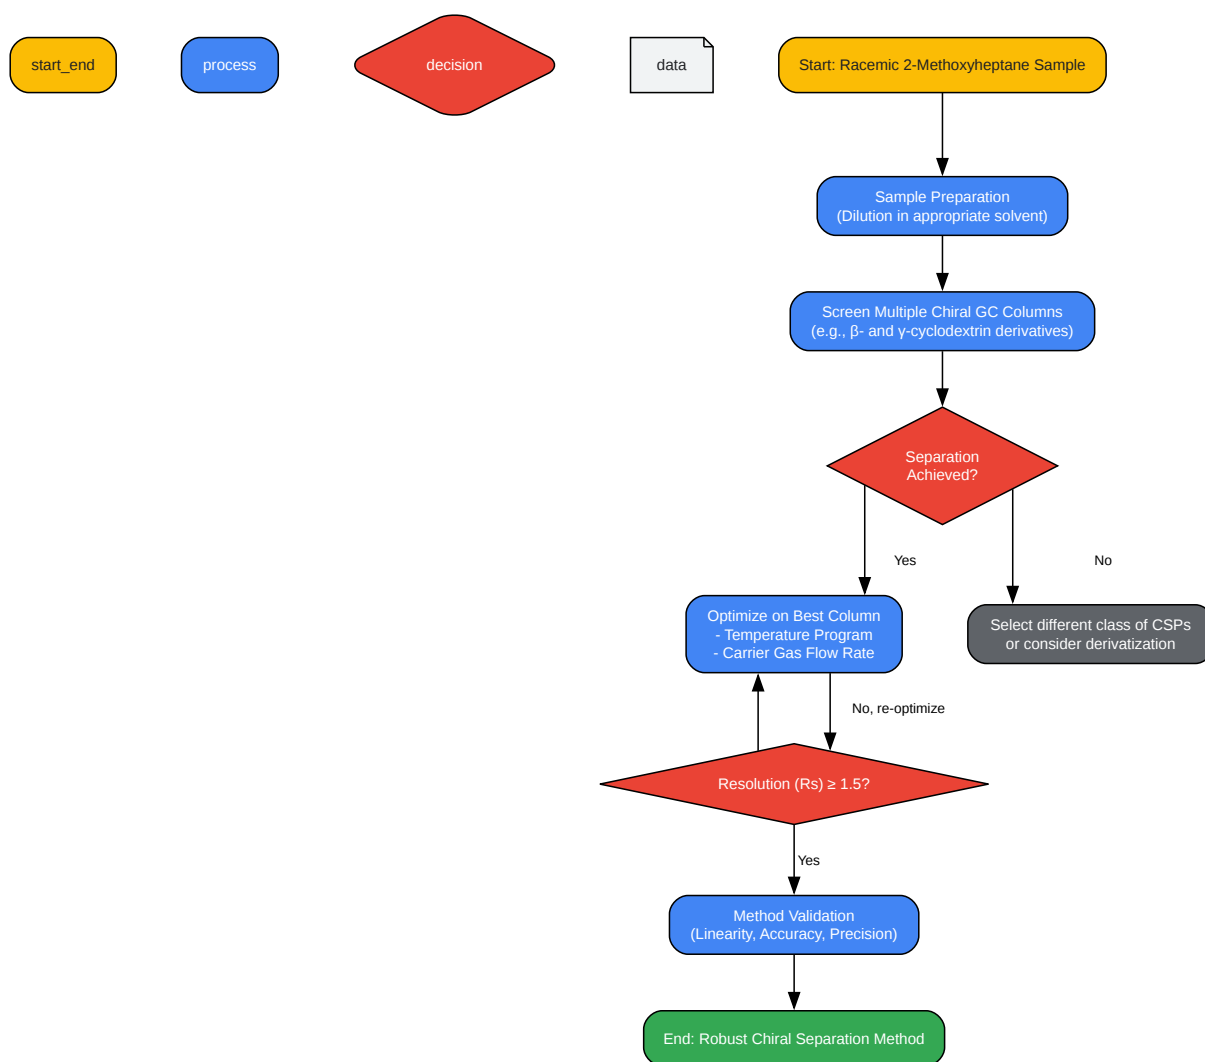 start_end
process
decision
data
Start: Racemic 2-Methoxyheptane Sample
Sample Preparation
(Dilution in appropriate solvent)
Screen Multiple Chiral GC Columns
(e.g., β- and γ-cyclodextrin derivatives)
Separation
Achieved?
Yes
No
Optimize on Best Column
- Temperature Program
- Carrier Gas Flow Rate
Select different class of CSPs
or consider derivatization
No, re-optimize
Resolution (Rs) ≥ 1.5?
Yes
Method Validation
(Linearity, Accuracy, Precision)
End: Robust Chiral Separation Method